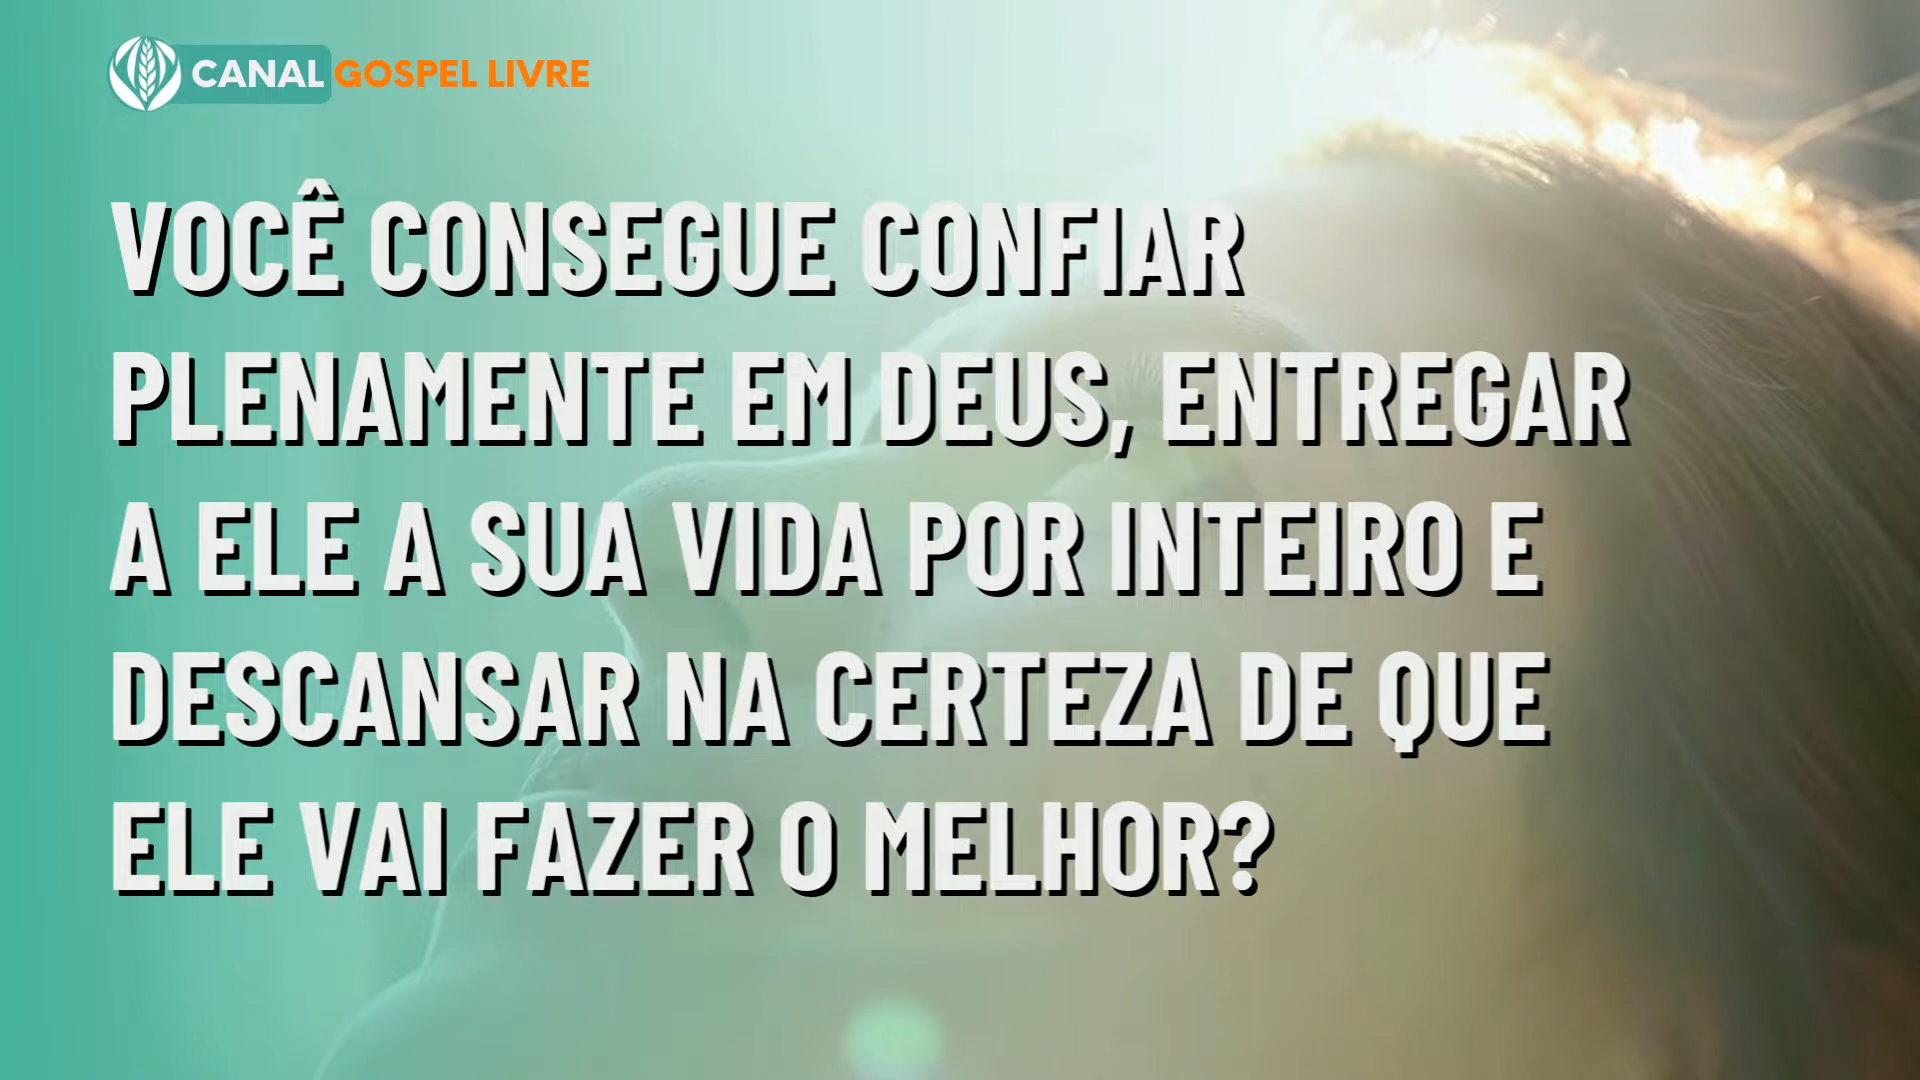 CANAL GOSPEL LIVRE
VOCÊ CONSEGUE CONFIAR
PLENAMENTE EM DEUS, ENTREGAR
A ELE A SUA VIDA POR INTEIRO E
DESCANSAR NA CERTEZA DE QUE
ELE VAI FAZER O MELHOR?